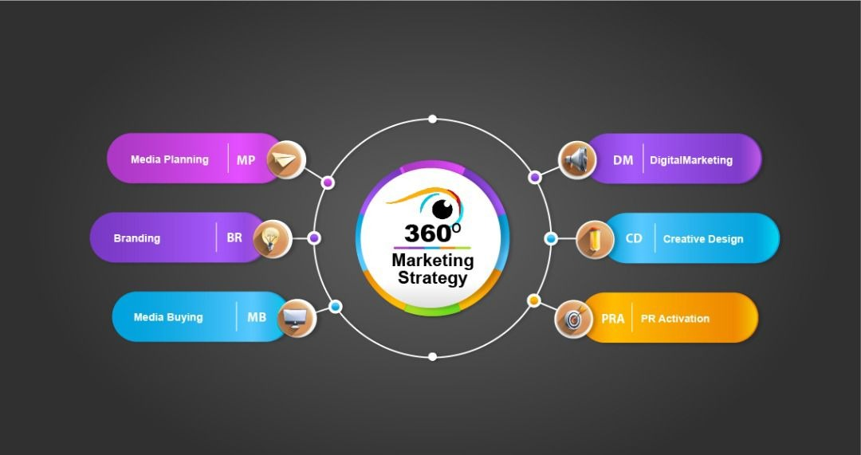 Media Planning MP
Branding BR
Media Buying MB
360°
Marketing
Strategy
DM DigitalMarketing
CD Creative Design
PRA PR Activation